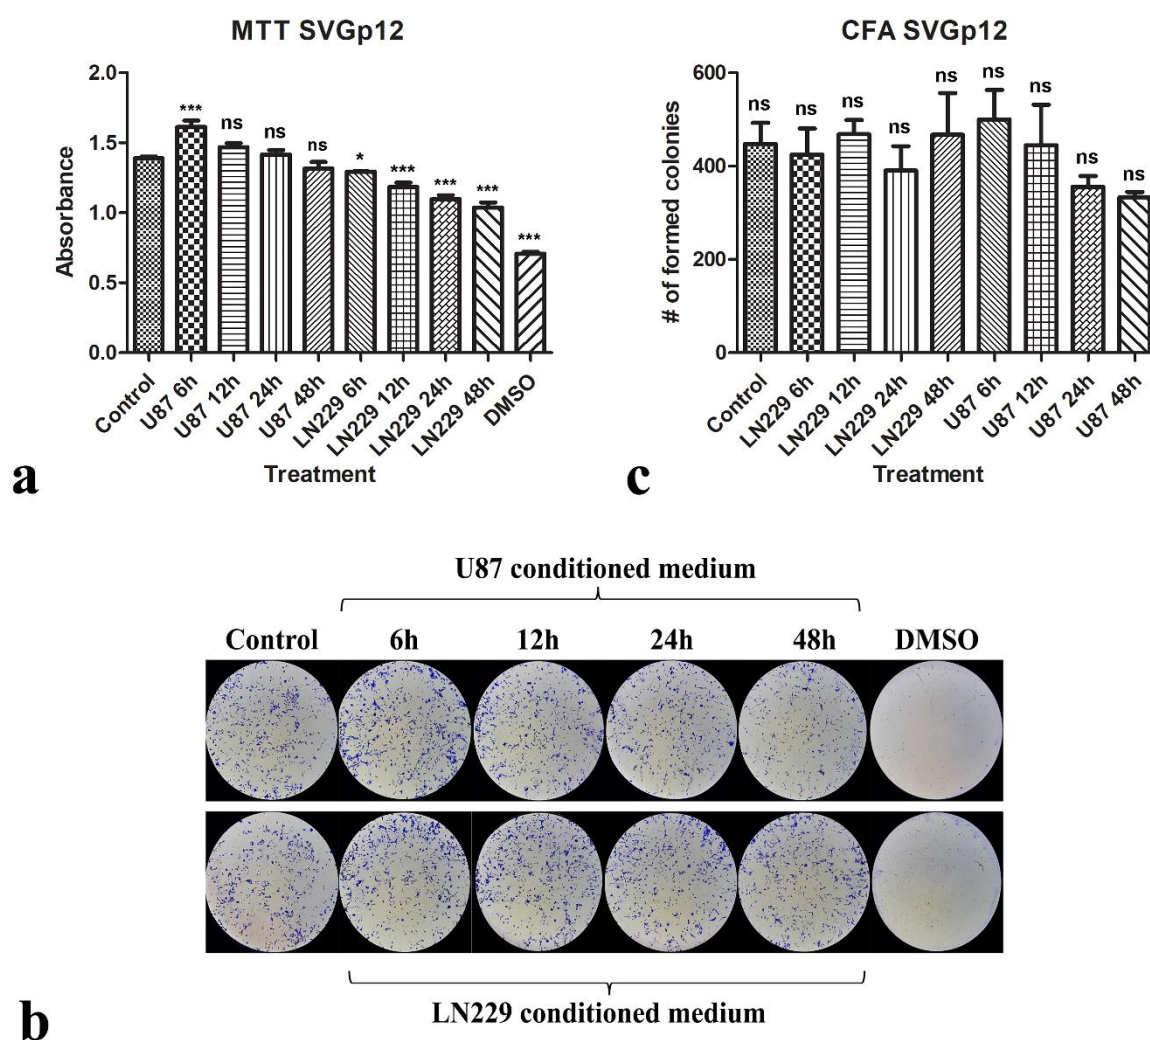 MTT SVGp12
2.0
1.5
1.0
0.5
0.0
Absorbance
***
ns
ns
ns
*
***
***
***
***
Control
U87 6h
U87 12h
U87 24h
U87 48h
LN229 6h
LN229 12h
LN229 24h
LN229 48h
DMSO
Treatment
a
CFA SVGp12
600
400
200
0
# of formed colonies
ns
ns
ns
ns
ns
ns
ns
ns
ns
Control
LN229 6h
LN229 12h
LN229 24h
LN229 48h
U87 6h
U87 12h
U87 24h
U87 48h
Treatment
c
U87 conditioned medium
Control 6h 12h 24h 48h DMSO
LN229 conditioned medium
b